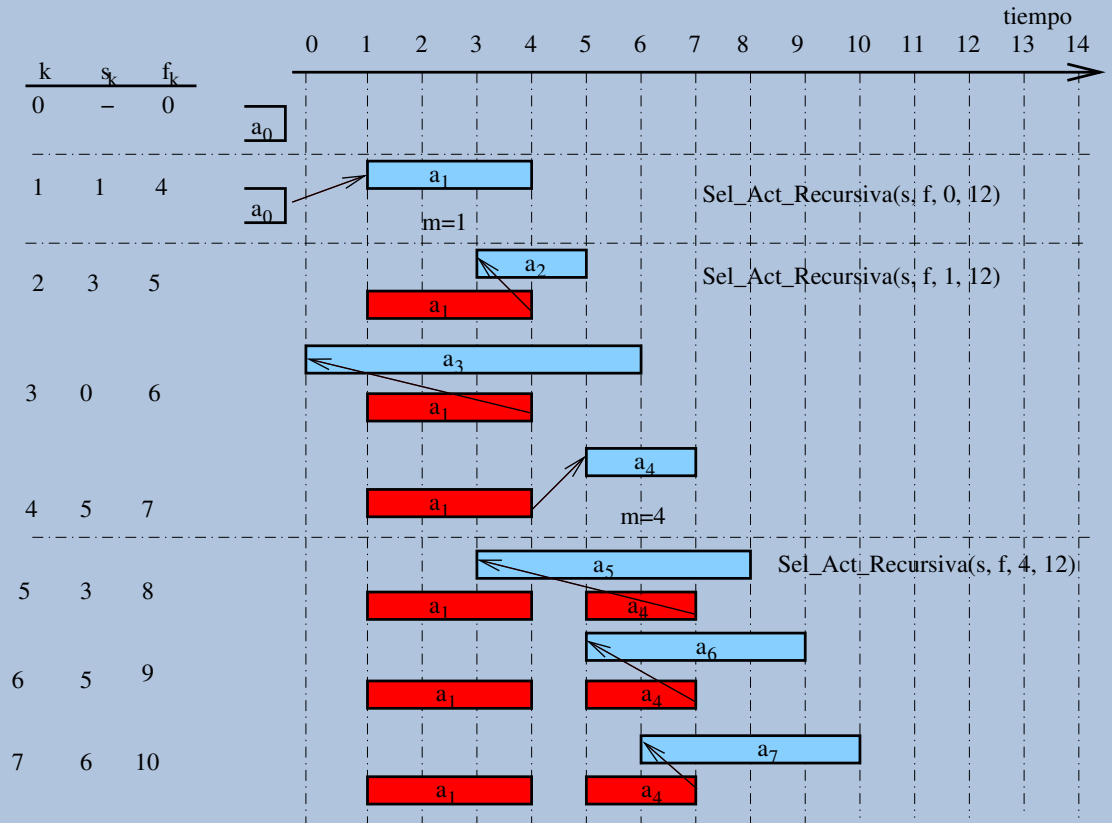 tiempo
0 1 2 3 4 5 6 7 8 9 10 11 12 13 14
k s_k f_k
0 – 0
a_0
1 1 4
a_1
a_0
Sel_Act_Recursiva(s, f, 0, 12)
m=1
a_2
2 3 5
Sel_Act_Recursiva(s, f, 1, 12)
a_1
a_3
3 0 6
a_1
a_4
4 5 7
a_1
m=4
a_5
Sel_Act_Recursiva(s, f, 4, 12)
5 3 8
a_1 a_4
a_6
6 5 9
a_1 a_4
a_7
7 6 10
a_1 a_4